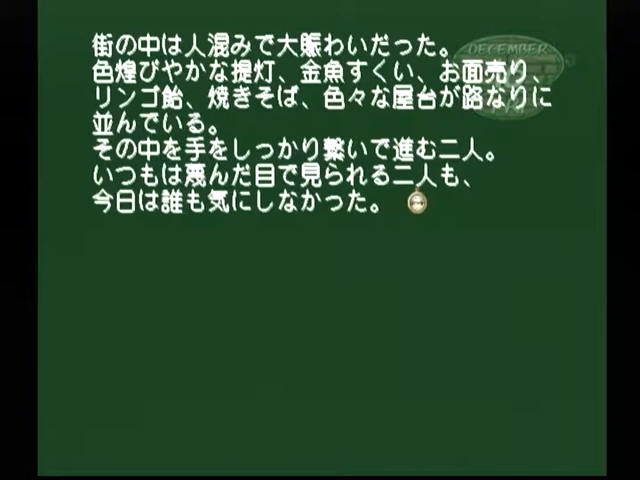 街の中は人混みで大賑わいだった。
色煌びやかな提灯、金魚すくい、お面売り、
リンゴ飴、焼きそば、色々な屋台が路なりに
並んでいる。
その中を手をしっかり繋いで進む二人。
いつもは蔑んだ目で見られる二人も、
今日は誰も気にしなかった。
DECEMBER